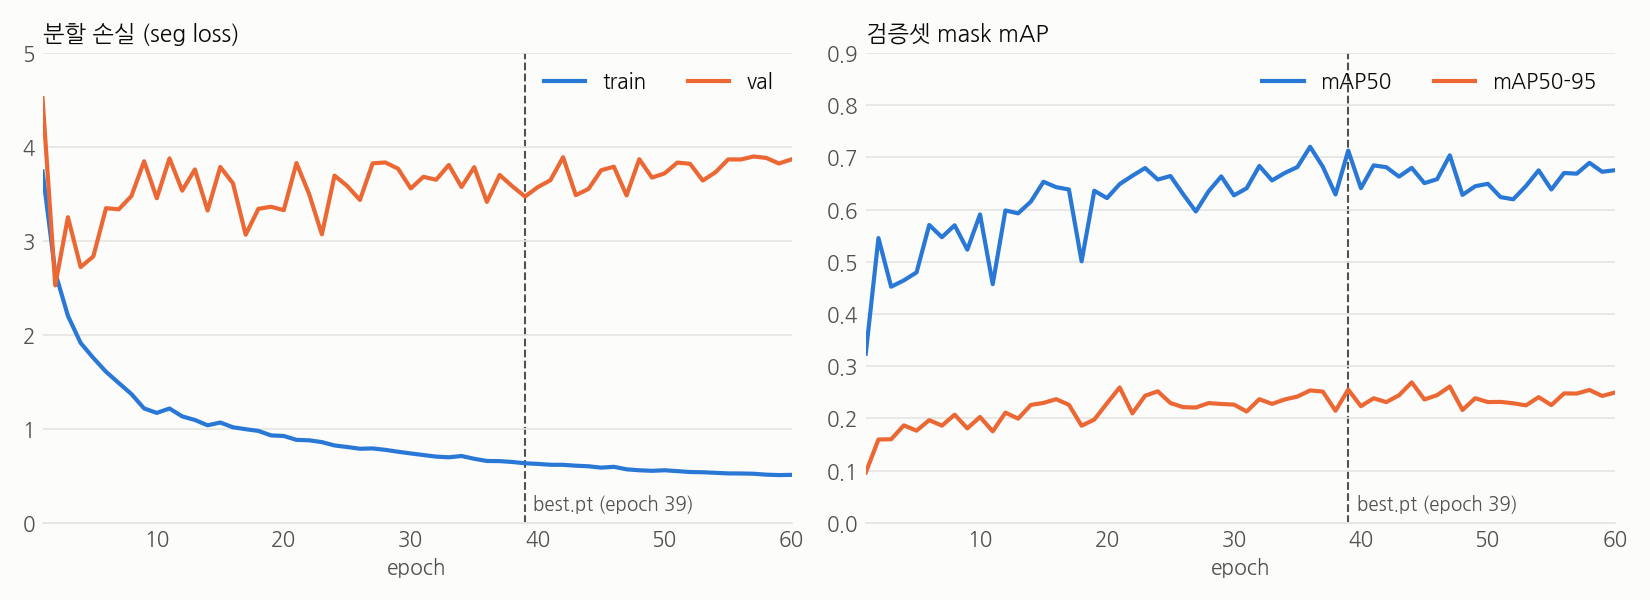 분할 손실 (seg loss)
5
4
3
2
1
0
train
val
best.pt (epoch 39)
10
20
30
40
50
60
epoch
검증셋 mask mAP
0.9
0.8
0.7
0.6
0.5
0.4
0.3
0.2
0.1
0.0
mAP50
mAP50-95
best.pt (epoch 39)
10
20
30
40
50
60
epoch